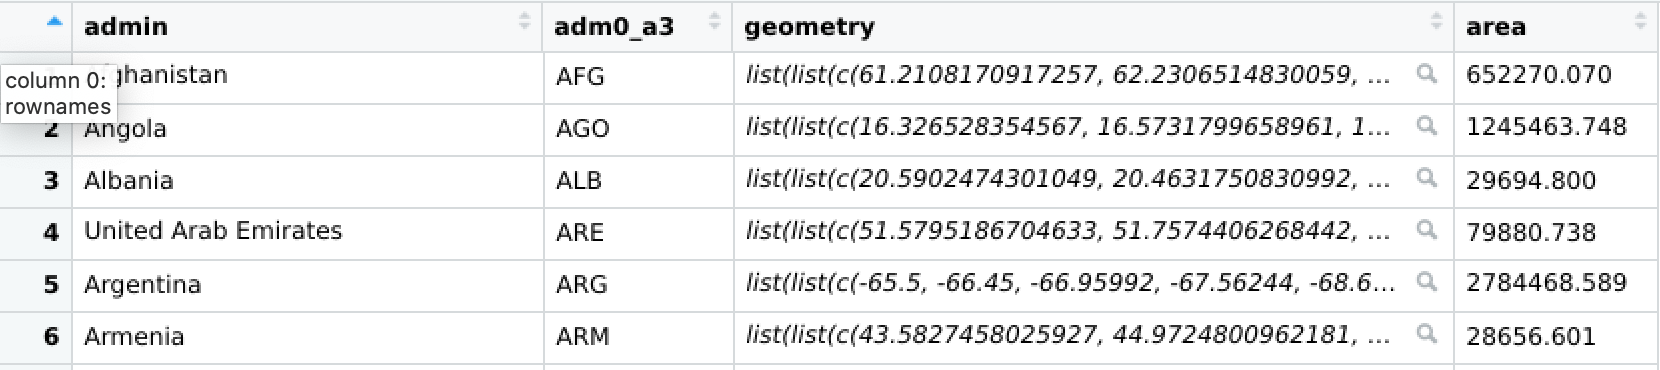 admin adm0_a3 geometry area
ghanistan AFG list(list(c(61.2108170917257, 62.2306514830059, ... 652270.070
column 0:
rownames
2 Angola AGO list(list(c(16.326528354567, 16.5731799658961, 1... 1245463.748
3 Albania ALB list(list(c(20.5902474301049, 20.4631750830992, ... 29694.800
4 United Arab Emirates ARE list(list(c(51.5795186704633, 51.7574406268442, ... 79880.738
5 Argentina ARG list(list(c(-65.5, -66.45, -66.95992, -67.56244, -68.6... 2784468.589
6 Armenia ARM list(list(c(43.5827458025927, 44.9724800962181, ... 28656.601